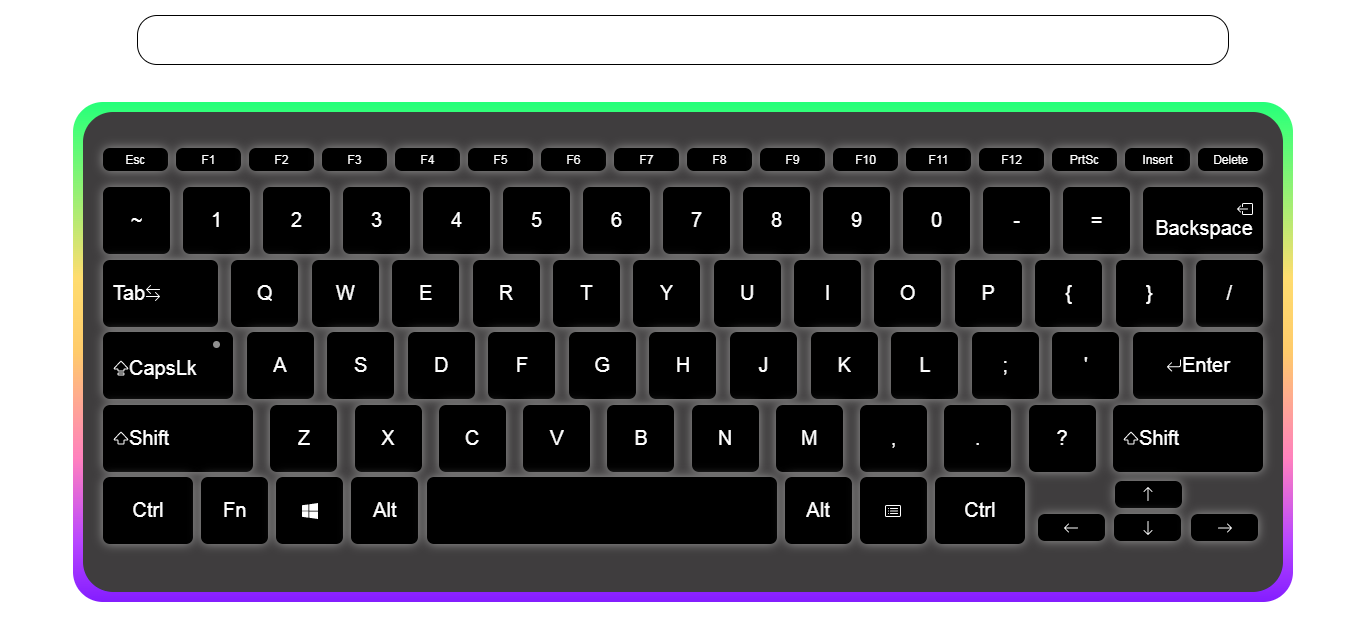 Esc F1 F2 F3 F4 F5 F6 F7 F8 F9 F10 F11 F12 PrtSc Insert Delete
~ 1 2 3 4 5 6 7 8 9 0 - = Backspace
Tab Q W E R T Y U I O P { } /
CapsLk A S D F G H J K L ; ' Enter
Shift Z X C V B N M , . ? Shift
Ctrl Fn Alt Alt Ctrl ↑
← ↓ →